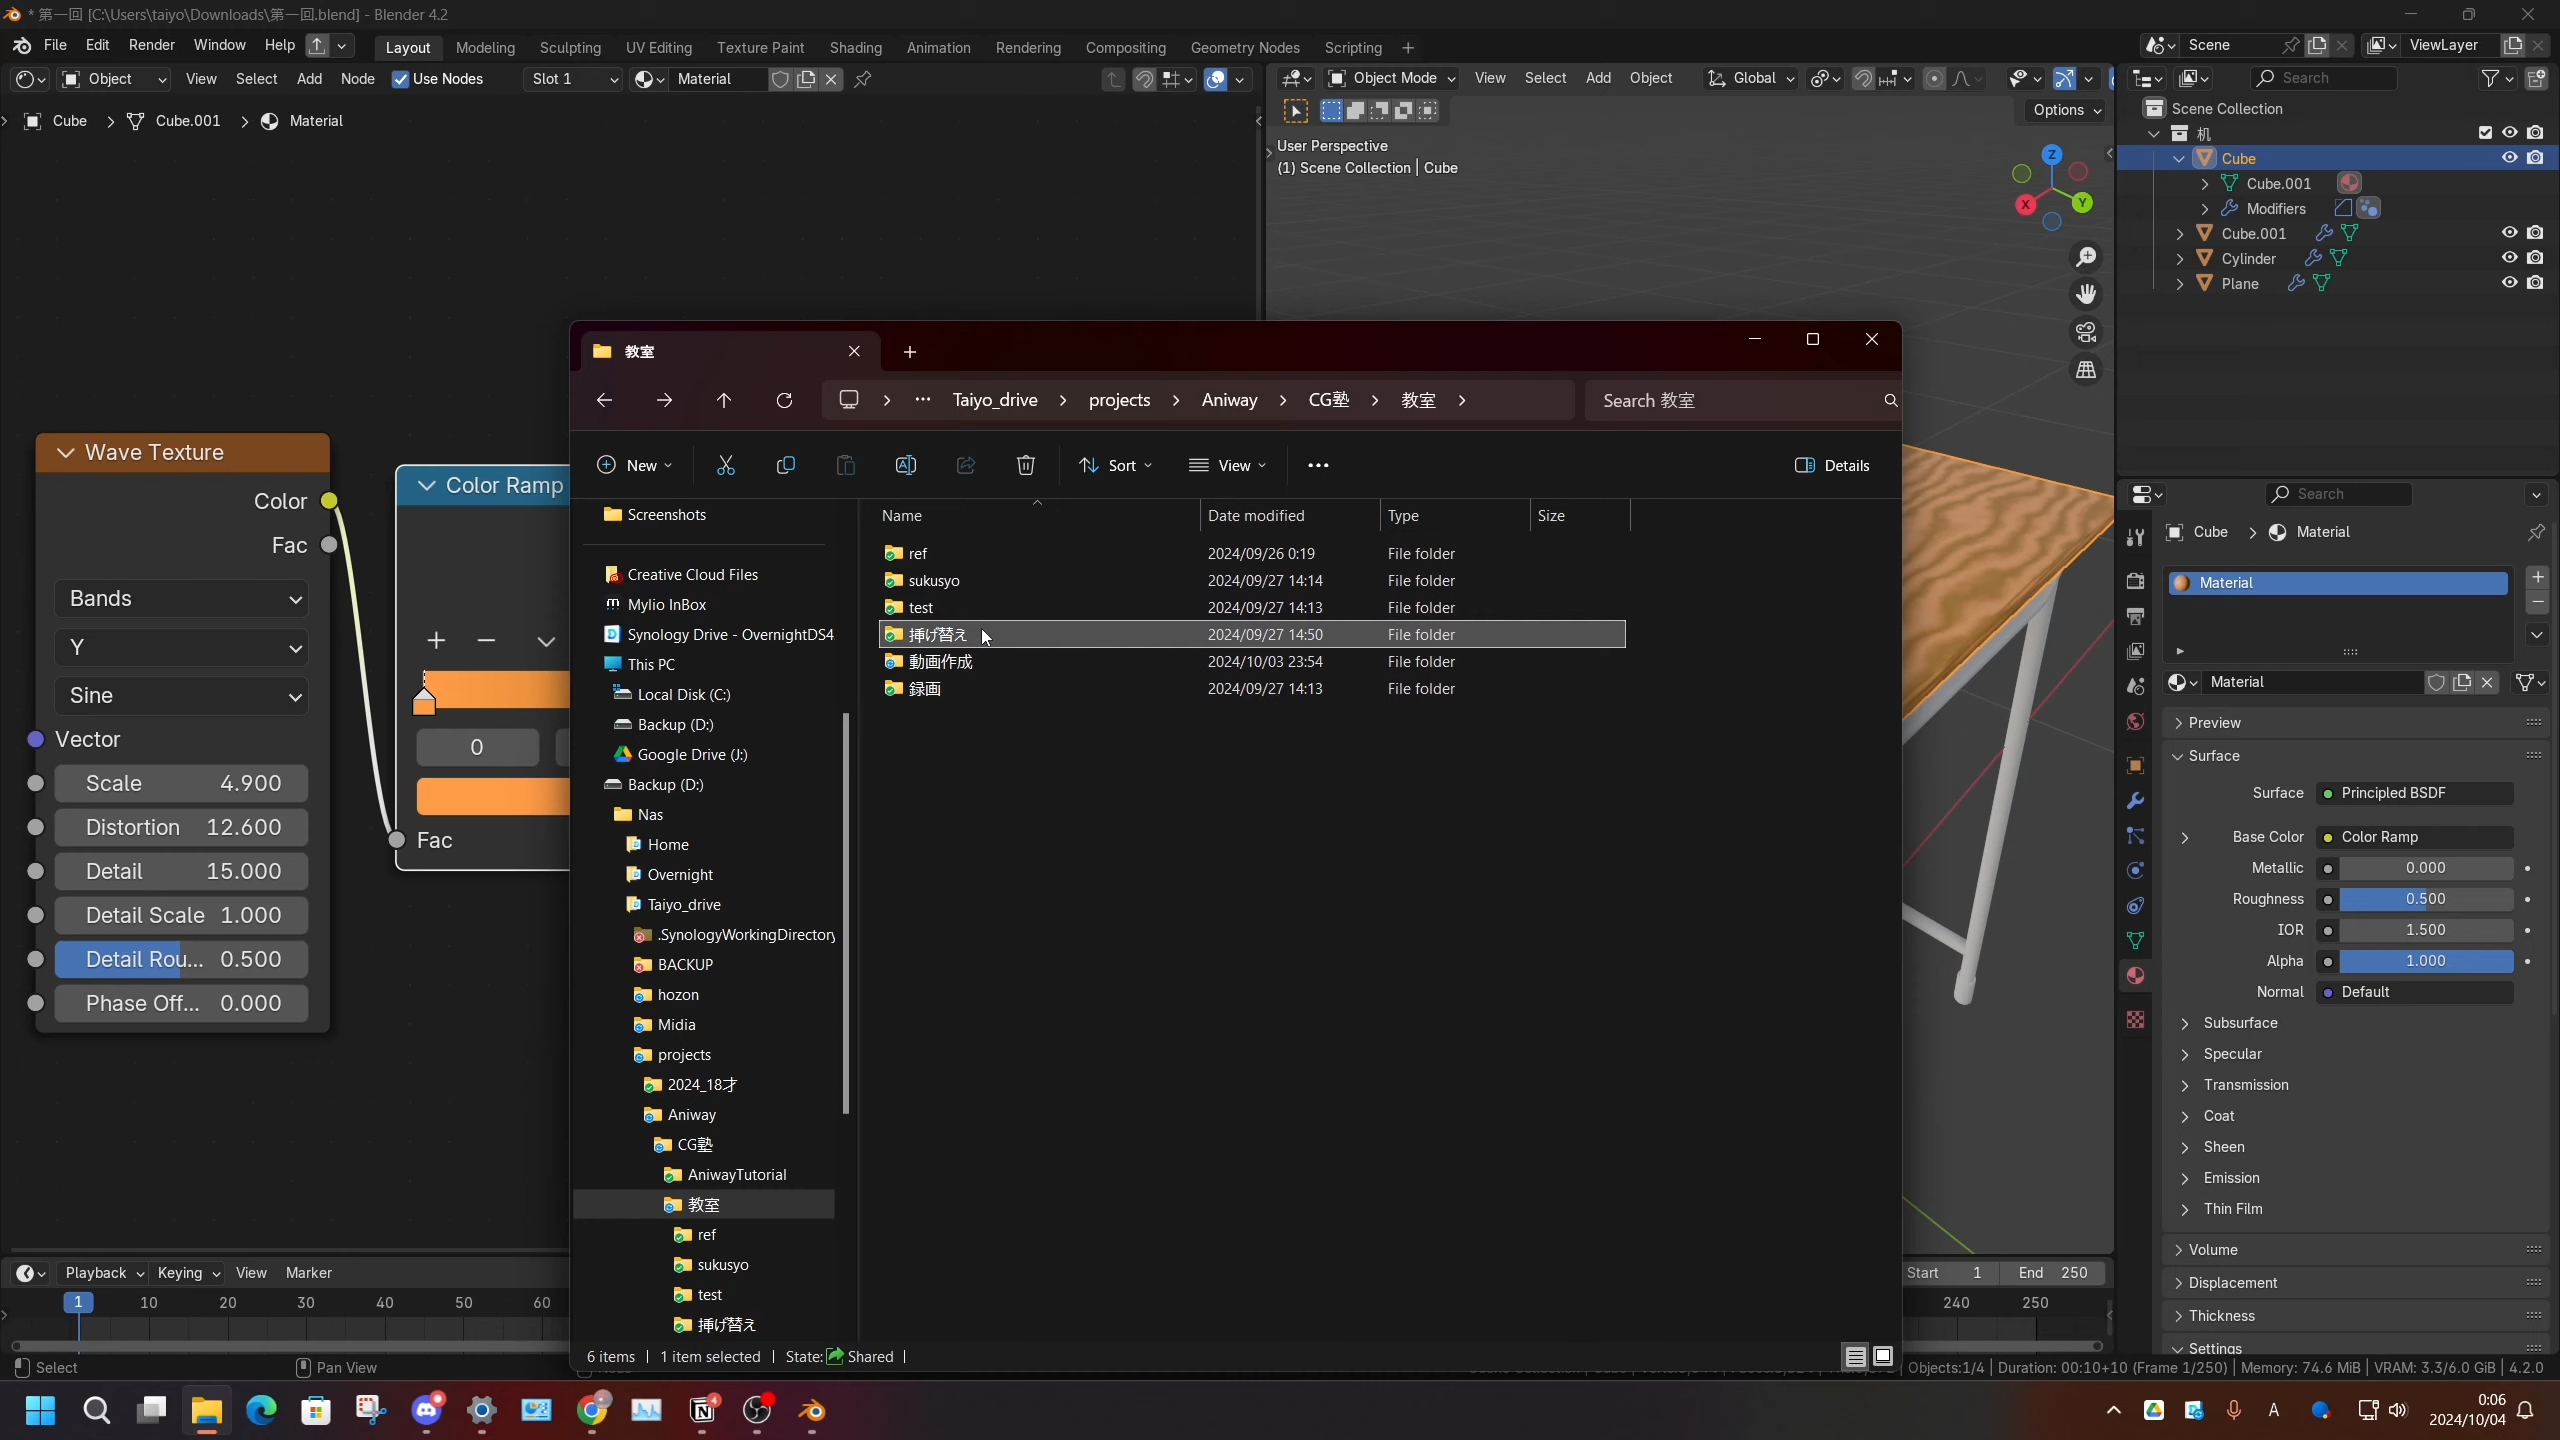 * 第一回 [C:\Users\taiyo\Downloads\第一回.blend] - Blender 4.2
File Edit Render Window Help
Layout Modeling Sculpting UV Editing Texture Paint Shading Animation Rendering Compositing Geometry Nodes Scripting +
Scene
ViewLayer
Object View Select Add Node Use Nodes Slot 1 Material
Object Mode View Select Add Object Global
Search
Options
Cube > Cube.001 > Material
User Perspective
(1) Scene Collection | Cube
Z
X
Y
Scene Collection
机
Cube
Cube.001
Modifiers
Cube.001
Cylinder
Plane
Wave Texture
Color
Fac
Bands
Y
Sine
Vector
Scale 4.900
Distortion 12.600
Detail 15.000
Detail Scale 1.000
Detail Rou... 0.500
Phase Off... 0.000
Color Ramp
0
Fac
教室
Taiyo_drive > projects > Aniway > CG塾 > 教室 >
Search 教室
New
Sort
View
Details
Screenshots
Creative Cloud Files
Mylio InBox
Synology Drive - OvernightDS4
This PC
Local Disk (C:)
Backup (D:)
Google Drive (J:)
Backup (D:)
Nas
Home
Overnight
Taiyo_drive
.SynologyWorkingDirectory
BACKUP
hozon
Midia
projects
2024_18才
Aniway
CG塾
AniwayTutorial
教室
ref
sukusyo
test
挿げ替え
Name Date modified Type Size
ref 2024/09/26 0:19 File folder
sukusyo 2024/09/27 14:14 File folder
test 2024/09/27 14:13 File folder
挿げ替え 2024/09/27 14:50 File folder
動画作成 2024/10/03 23:54 File folder
録画 2024/09/27 14:13 File folder
6 items | 1 item selected | State: Shared |
Search
Cube > Material
Material
Material
Preview
Surface
Surface Principled BSDF
Base Color Color Ramp
Metallic 0.000
Roughness 0.500
IOR 1.500
Alpha 1.000
Normal Default
Subsurface
Specular
Transmission
Coat
Sheen
Emission
Thin Film
Volume
Displacement
Thickness
Settings
Playback Keying View Marker
Start 1 End 250
1 10 20 30 40 50 60
240 250
Select
Pan View
Objects:1/4 | Duration: 00:10+10 (Frame 1/250) | Memory: 74.6 MiB | VRAM: 3.3/6.0 GiB | 4.2.0
4
A
0:06
2024/10/04